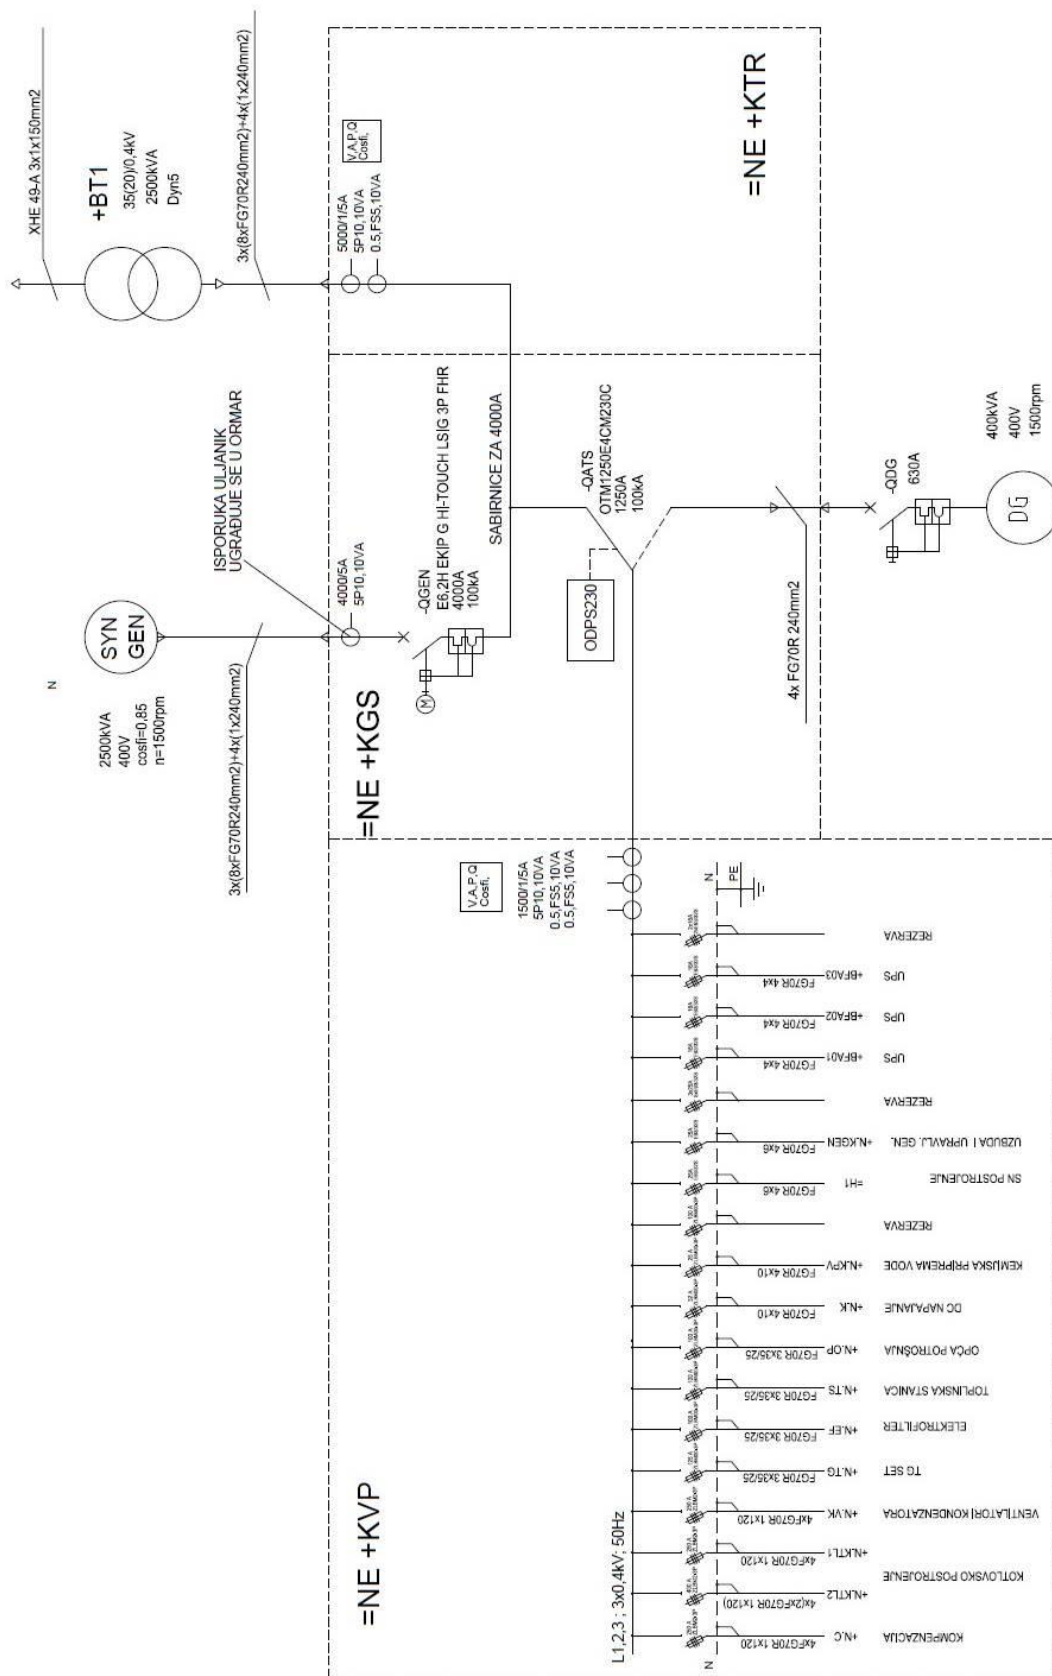 XHE 49-A 3x1x150mm2
+BT1
35(20)/0,4kV
2500kVA
Dyn5
3x(8xFG70R240mm2)+4x(1x240mm2)
V,A,P,Q
Cosfi,
5000/1/5A
5P10,10VA
0.5,FS5,10VA
=NE +KTR
N
SYN
GEN
2500kVA
400V
cosfi=0,85
n=1500rpm
3x(8xFG70R240mm2)+4x(1x240mm2)
ISPORUKA ULJANIK
UGRAĐUJE SE U ORMAR
4000/5A
5P10,10VA
=NE +KGS
-QGEN
E6,2H EKIP G HI-TOUCH LSIG 3P FHR
4000A
100kA
M
SABIRNICE ZA 4000A
-QATS
OTM1250E4CM230C
1250A
100kA
ODPS230
4x FG70R 240mm2
-QDG
630A
DG
400kVA
400V
1500rpm
=NE +KVP
V,A,P,Q
Cosfi,
1500/1/5A
5P10,10VA
0.5,FS5,10VA
0.5,FS5,10VA
L1,2,3 ; 3x0,4kV; 50Hz
N
N
PE
4xFG70R 1x120
+N.C
KOMPENZACIJA
4x(2xFG70R 1x120)
+N.KTL2
4xFG70R 1x120
+N.KTL1
KOTLOVSKO POSTROJENJE
4xFG70R 1x120
+N.VK
VENTILATORI KONDENZATORA
FG70R 3x35/25
+N.TG
TG SET
FG70R 3x35/25
+N.EF
ELEKTROFILTER
FG70R 3x35/25
+N.TS
TOPLINSKA STANICA
FG70R 3x35/25
+N.OP
OPĆA POTROŠNJA
FG70R 4x10
+N.K
DC NAPAJANJE
FG70R 4x10
+N.KPV
KEMIJSKA PRIPREMA VODE
REZERVA
FG70R 4x6
=H1
SN POSTROJENJE
FG70R 4x6
+N.KGEN
UZBUDA I UPRAVLJ. GEN.
REZERVA
FG70R 4x4
+BFA01
UPS
FG70R 4x4
+BFA02
UPS
FG70R 4x4
+BFA03
UPS
REZERVA